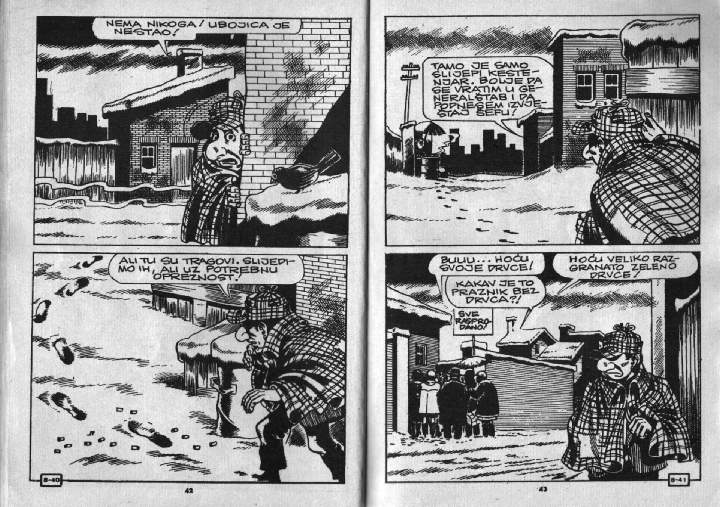 NEMA NIKOGA! UBOJICA JE
NESTAO!
ALI TU SU TRAGOVI. SLIJEDI-
MO IH, ALI UZ POTREBNU
OPREZNOST!
8-40
42
TAMO JE SAMO
SLIJEPI KESTE-
NJAR. BOLJE DA
SE VRATIM U GE-
NERALŠTAB I DA
PODNESEM IZVJE-
ŠTAJ ŠEFU!
BUUU... HOĆU
SVOJE DRVCE!
HOĆU VELIKO RAZ-
GRANATO ZELENO
DRVCE!
KAKAV JE TO
PRAZNIK BEZ
DRVCA?!
SVE
RASPRO-
DANO!
8-41
43